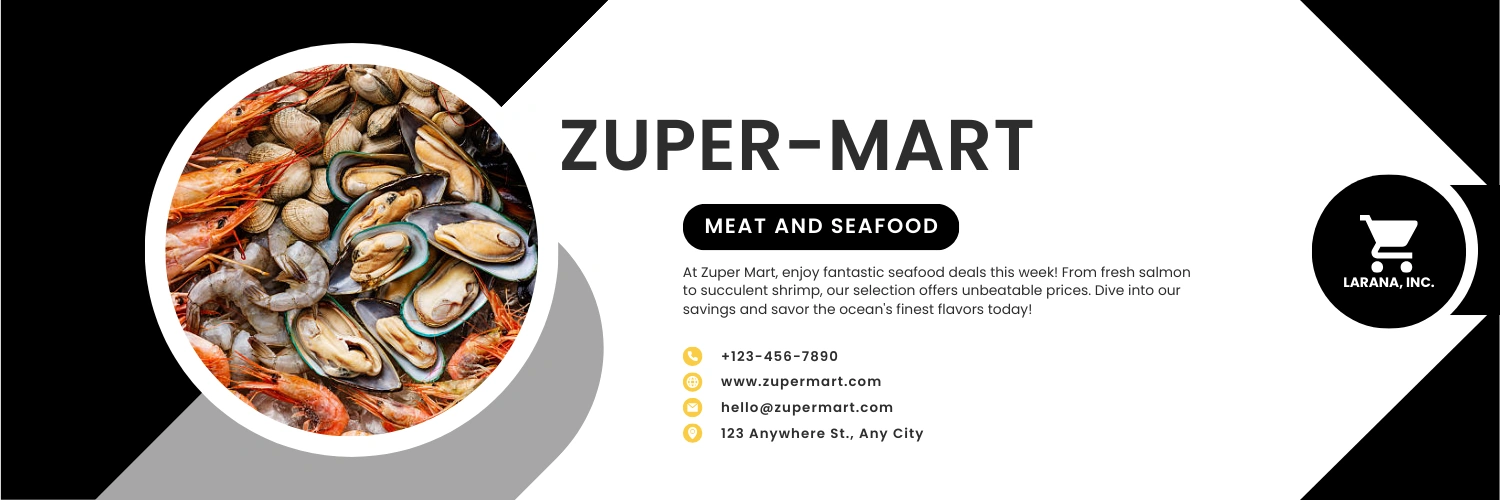 ZUPER-MART
MEAT AND SEAFOOD
At Zuper Mart, enjoy fantastic seafood deals this week! From fresh salmon
to succulent shrimp, our selection offers unbeatable prices. Dive into our
savings and savor the ocean's finest flavors today!
+123-456-7890
www.zupermart.com
hello@zupermart.com
123 Anywhere St., Any City
LARANA, INC.